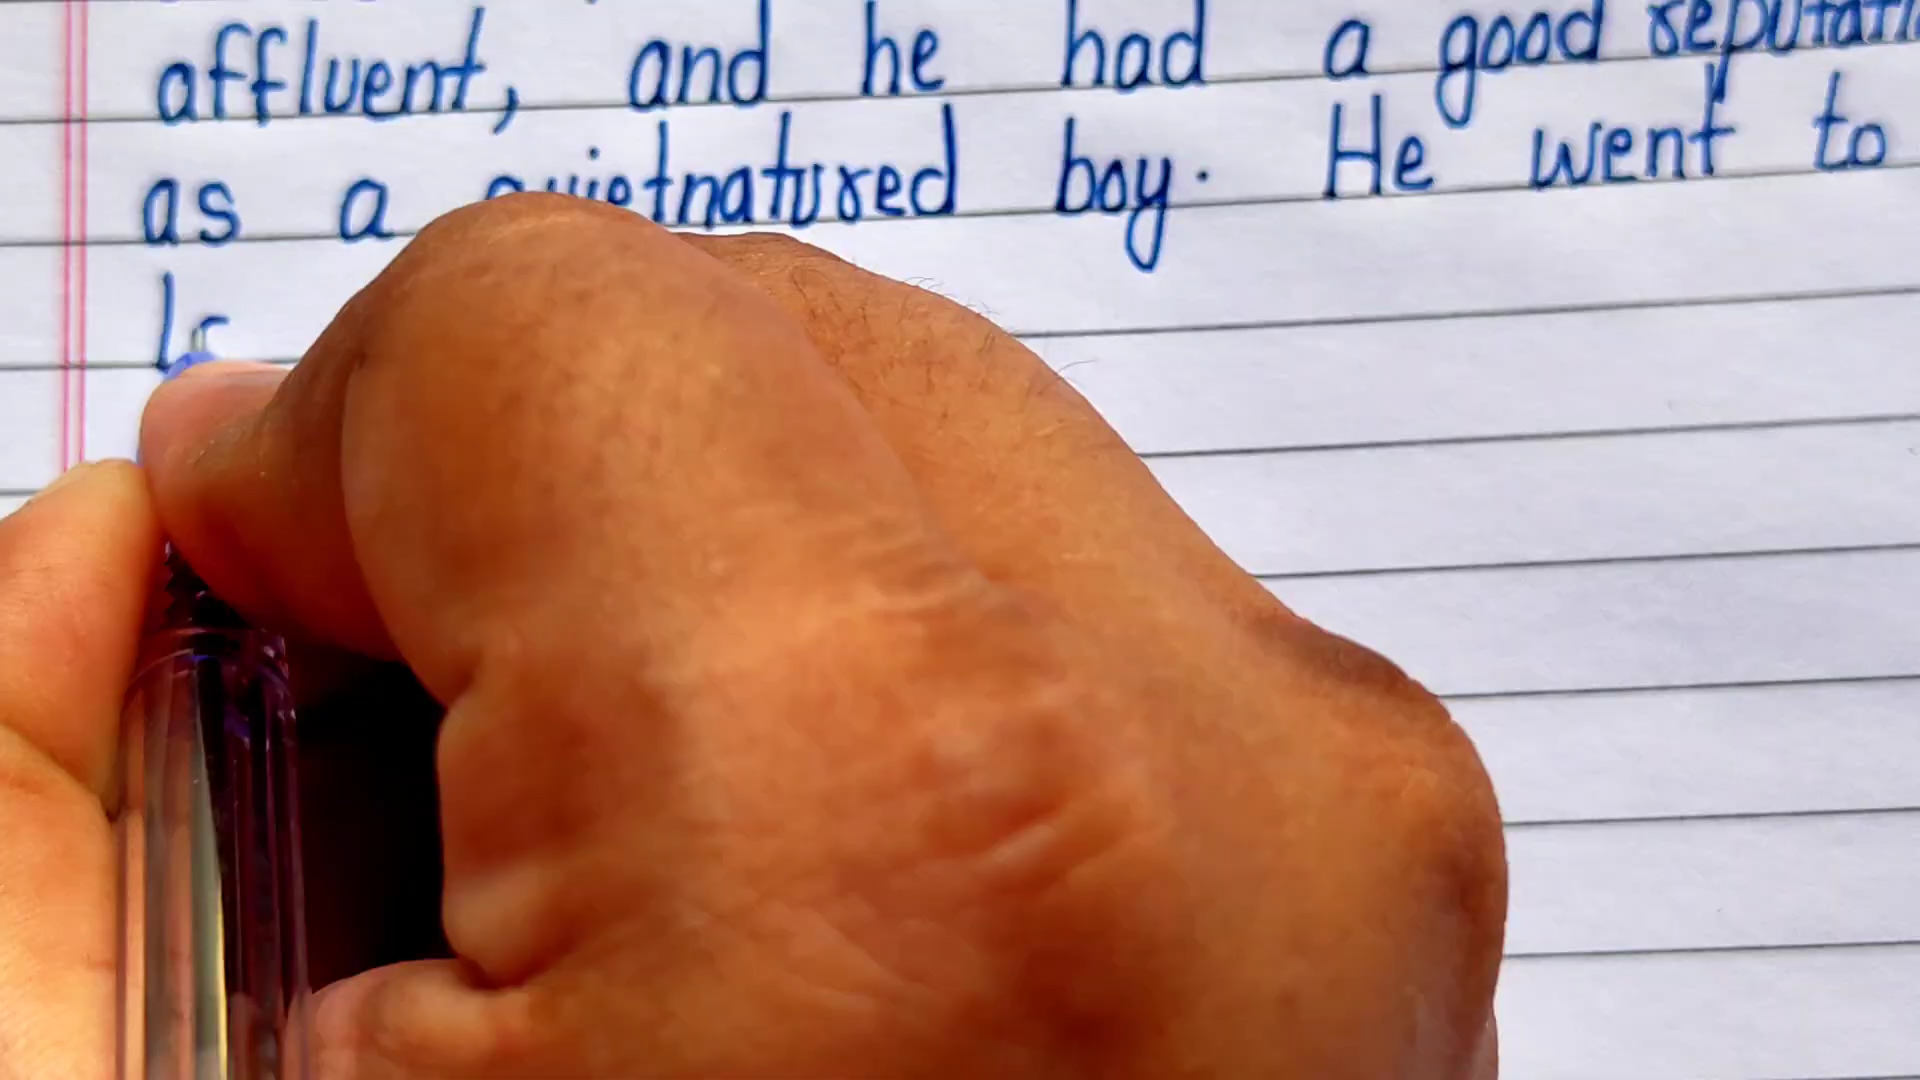 affluent, and he had a good
as a quietnatured boy. He went to